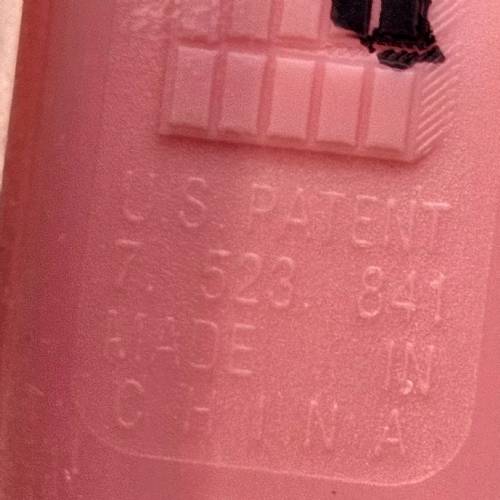 U.S. PATENT
7. 523. 841
MADE IN
CHINA